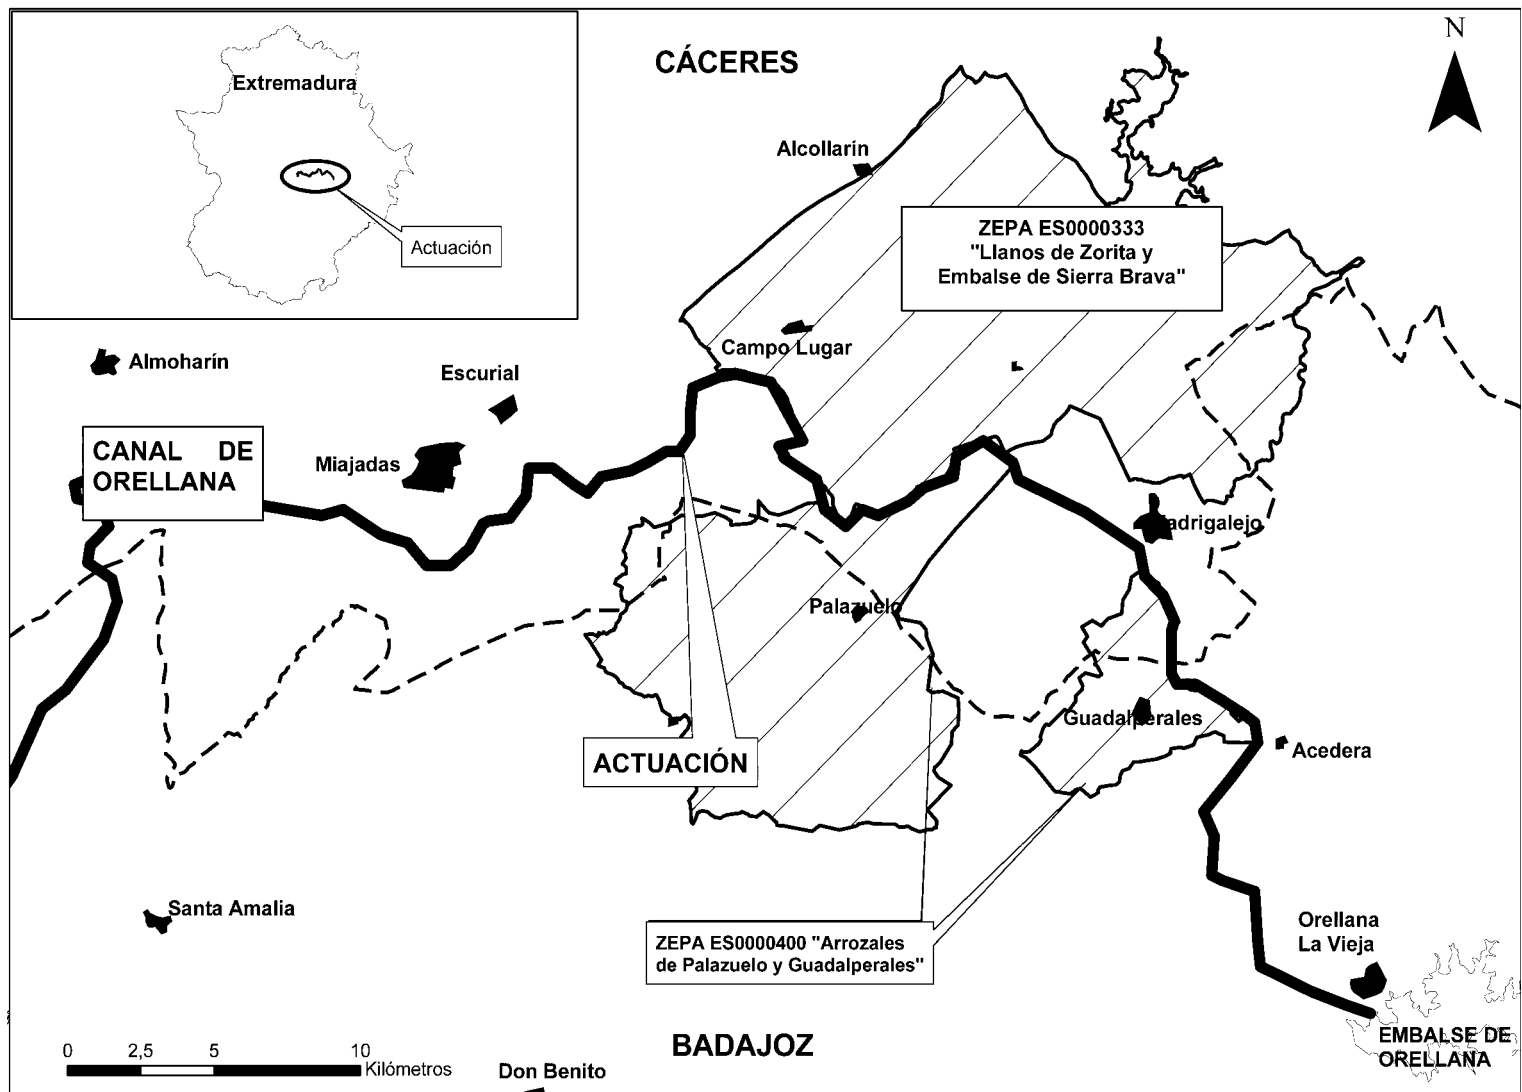 Extremadura
Actuación
CÁCERES
N
Alcollarín
ZEPA ES0000333
"Llanos de Zorita y
Embalse de Sierra Brava"
Campo Lugar
Almoharín
Escurial
CANAL DE
ORELLANA
Miajadas
adrigalejo
Palazuelo
Guadalperales
ACTUACIÓN
Acedera
Santa Amalia
ZEPA ES0000400 "Arrozales
de Palazuelo y Guadalperales"
Orellana
La Vieja
EMBALSE DE
ORELLANA
BADAJOZ
0 2,5 5 10
Kilómetros
Don Benito